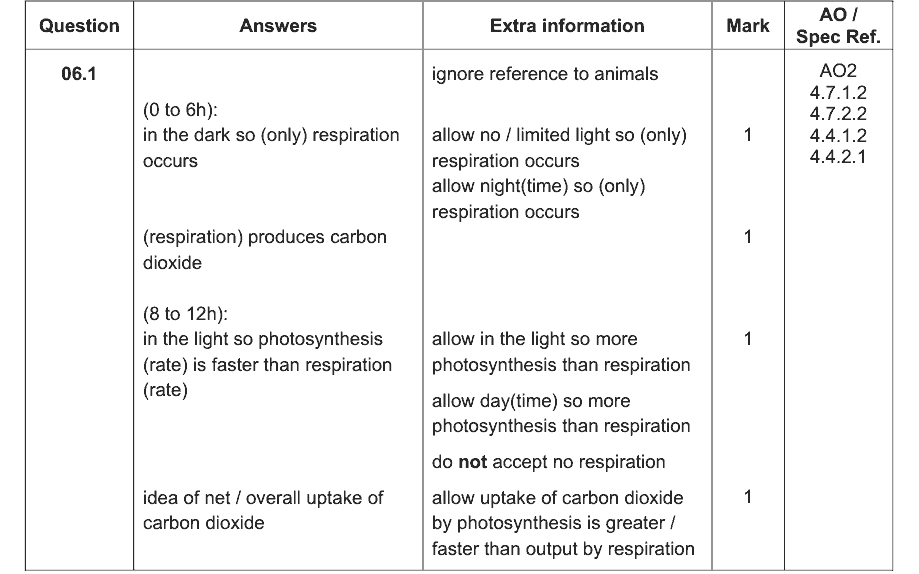 Question Answers Extra information Mark AO /
Spec Ref.
06.1 ignore reference to animals AO2
4.7.1.2
4.7.2.2
4.4.1.2
4.4.2.1
(0 to 6h):
in the dark so (only) respiration
occurs
allow no / limited light so (only)
respiration occurs
allow night(time) so (only)
respiration occurs
1
(respiration) produces carbon
dioxide
1
(8 to 12h):
in the light so photosynthesis
(rate) is faster than respiration
(rate)
allow in the light so more
photosynthesis than respiration
allow day(time) so more
photosynthesis than respiration
do not accept no respiration
1
idea of net / overall uptake of
carbon dioxide
allow uptake of carbon dioxide
by photosynthesis is greater /
faster than output by respiration
1